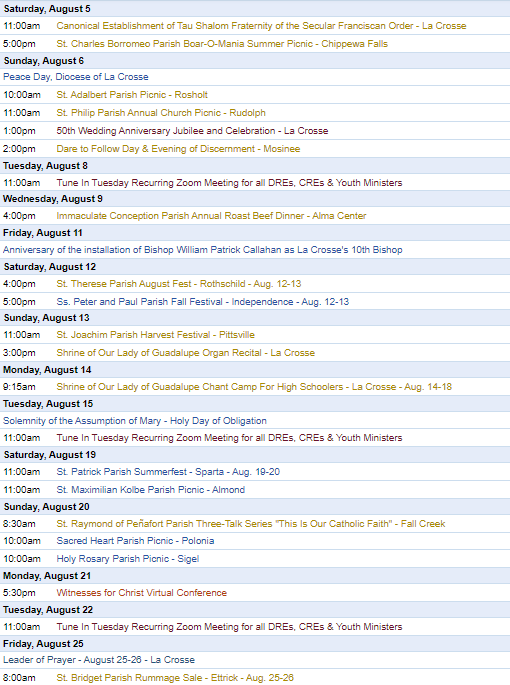 Saturday, August 5
11:00am Canonical Establishment of Tau Shalom Fraternity of the Secular Franciscan Order - La Crosse
5:00pm St. Charles Borromeo Parish Boar-O-Mania Summer Picnic - Chippewa Falls
Sunday, August 6
Peace Day, Diocese of La Crosse
10:00am St. Adalbert Parish Picnic - Rosholt
11:00am St. Philip Parish Annual Church Picnic - Rudolph
1:00pm 50th Wedding Anniversary Jubilee and Celebration - La Crosse
2:00pm Dare to Follow Day & Evening of Discernment - Mosinee
Tuesday, August 8
11:00am Tune In Tuesday Recurring Zoom Meeting for all DREs, CREs & Youth Ministers
Wednesday, August 9
4:00pm Immaculate Conception Parish Annual Roast Beef Dinner - Alma Center
Friday, August 11
Anniversary of the installation of Bishop William Patrick Callahan as La Crosse's 10th Bishop
Saturday, August 12
4:00pm St. Therese Parish August Fest - Rothschild - Aug. 12-13
5:00pm Ss. Peter and Paul Parish Fall Festival - Independence - Aug. 12-13
Sunday, August 13
11:00am St. Joachim Parish Harvest Festival - Pittsville
3:00pm Shrine of Our Lady of Guadalupe Organ Recital - La Crosse
Monday, August 14
9:15am Shrine of Our Lady of Guadalupe Chant Camp For High Schoolers - La Crosse - Aug. 14-18
Tuesday, August 15
Solemnity of the Assumption of Mary - Holy Day of Obligation
11:00am Tune In Tuesday Recurring Zoom Meeting for all DREs, CREs & Youth Ministers
Saturday, August 19
11:00am St. Patrick Parish Summerfest - Sparta - Aug. 19-20
11:00am St. Maximilian Kolbe Parish Picnic - Almond
Sunday, August 20
8:30am St. Raymond of Peñafort Parish Three-Talk Series "This Is Our Catholic Faith" - Fall Creek
10:00am Sacred Heart Parish Picnic - Polonia
10:00am Holy Rosary Parish Picnic - Sigel
Monday, August 21
5:30pm Witnesses for Christ Virtual Conference
Tuesday, August 22
11:00am Tune In Tuesday Recurring Zoom Meeting for all DREs, CREs & Youth Ministers
Friday, August 25
Leader of Prayer - August 25-26 - La Crosse
8:00am St. Bridget Parish Rummage Sale - Ettrick - Aug. 25-26